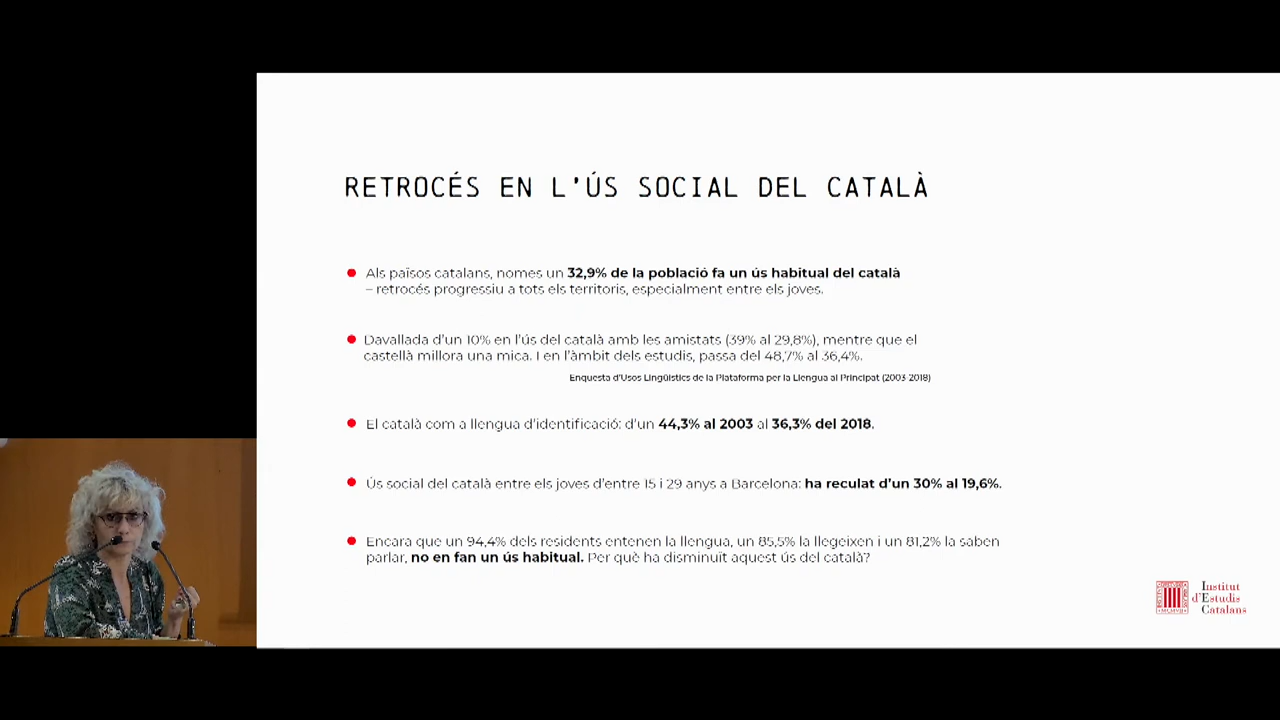 RETROCÉS EN L'ÚS SOCIAL DEL CATALÀ
Als països catalans, nomes un 32,9% de la població fa un ús habitual del català
– retrocés progressiu a tots els territoris, especialment entre els joves.
Davallada d'un 10% en l'ús del català amb les amistats (39% al 29,8%), mentre que el
castellà millora una mica. I en l'àmbit dels estudis, passa del 48,7% al 36,4%.
Enquesta d'Usos Lingüístics de la Plataforma per la Llengua al Principat (2003-2018)
El català com a llengua d'identificació: d'un 44,3% al 2003 al 36,3% del 2018.
Ús social del català entre els joves d'entre 15 i 29 anys a Barcelona: ha reculat d'un 30% al 19,6%.
Encara que un 94,4% dels residents entenen la llengua, un 85,5% la llegeixen i un 81,2% la saben
parlar, no en fan un ús habitual. Per què ha disminuït aquest ús del català?
Institut
d'Estudis
Catalans